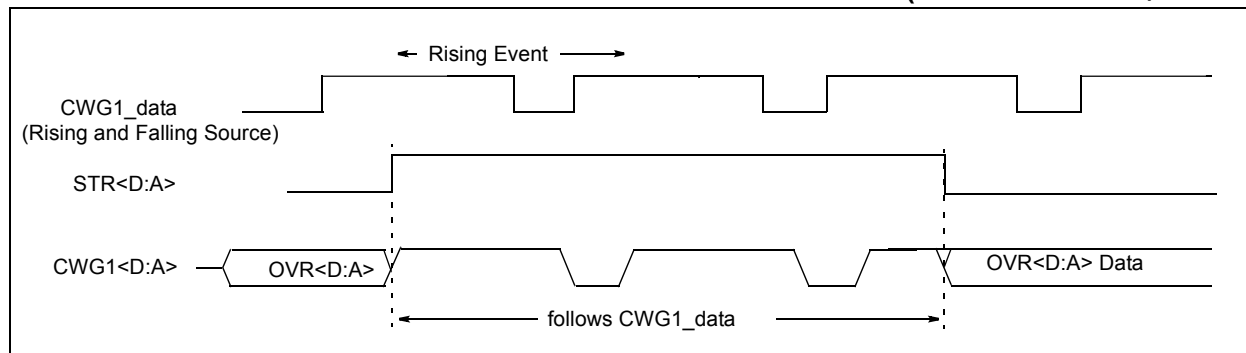 Rising Event
CWG1_data
(Rising and Falling Source)
STR<D:A>
CWG1<D:A>
OVR<D:A>
OVR<D:A> Data
follows CWG1_data